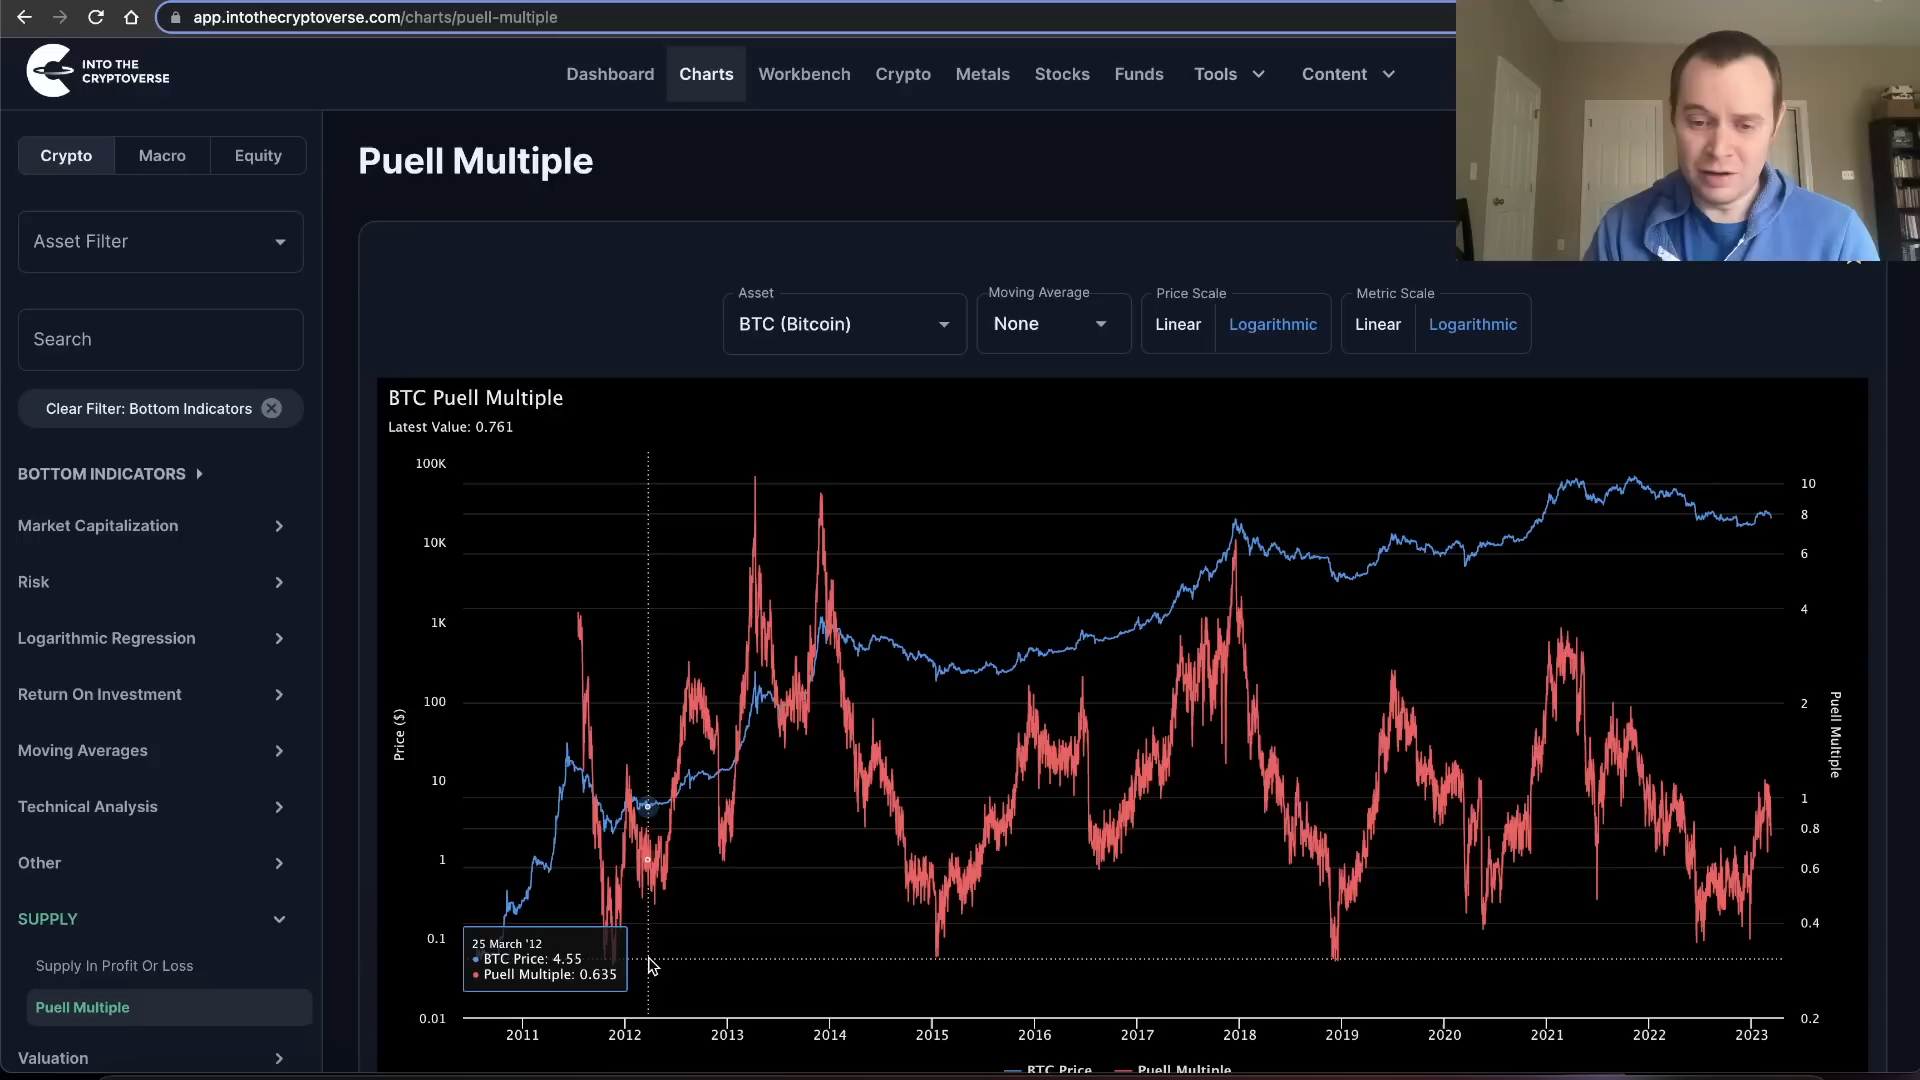 app.intothecryptoverse.com/charts/puell-multiple
INTO THE
CRYPTOVERSE
Dashboard
Charts
Workbench
Crypto
Metals
Stocks
Funds
Tools
Content
Crypto
Macro
Equity
Asset Filter
Search
Clear Filter: Bottom Indicators
BOTTOM INDICATORS
Market Capitalization
Risk
Logarithmic Regression
Return On Investment
Moving Averages
Technical Analysis
Other
SUPPLY
Supply In Profit Or Loss
Puell Multiple
Valuation
Puell Multiple
Asset
BTC (Bitcoin)
Moving Average
None
Price Scale
Linear
Logarithmic
Metric Scale
Linear
Logarithmic
BTC Puell Multiple
Latest Value: 0.761
100K
10K
1K
100
10
1
0.1
0.01
Price ($)
10
8
6
4
2
1
0.8
0.6
0.4
0.2
Puell Multiple
25 March '12
BTC Price: 4.55
Puell Multiple: 0.635
2011
2012
2013
2014
2015
2016
2017
2018
2019
2020
2021
2022
2023
BTC Price
Puell Multiple